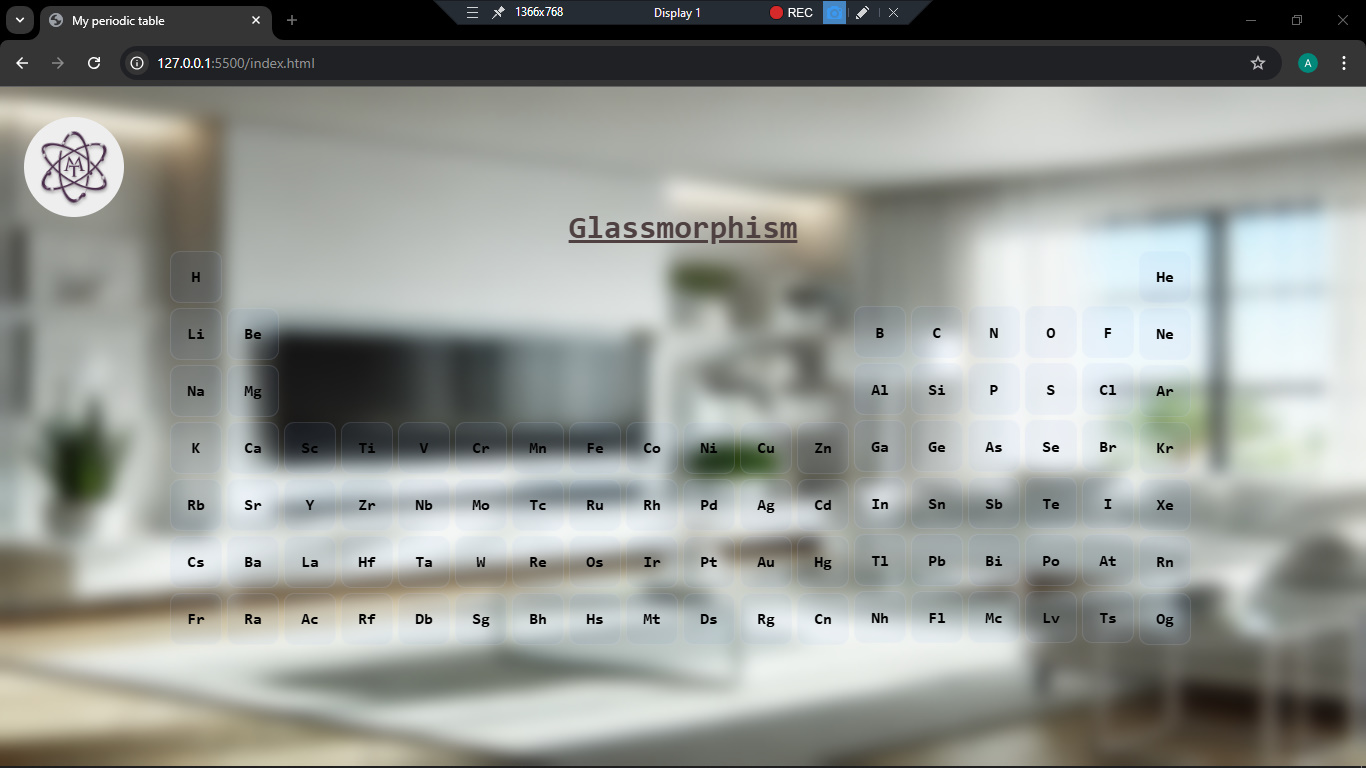 My periodic table
1366x768 Display 1 REC
127.0.0.1:5500/index.html
A
MT
Glassmorphism
H He
Li Be B C N O F Ne
Na Mg Al Si P S Cl Ar
K Ca Sc Ti V Cr Mn Fe Co Ni Cu Zn Ga Ge As Se Br Kr
Rb Sr Y Zr Nb Mo Tc Ru Rh Pd Ag Cd In Sn Sb Te I Xe
Cs Ba La Hf Ta W Re Os Ir Pt Au Hg Tl Pb Bi Po At Rn
Fr Ra Ac Rf Db Sg Bh Hs Mt Ds Rg Cn Nh Fl Mc Lv Ts Og